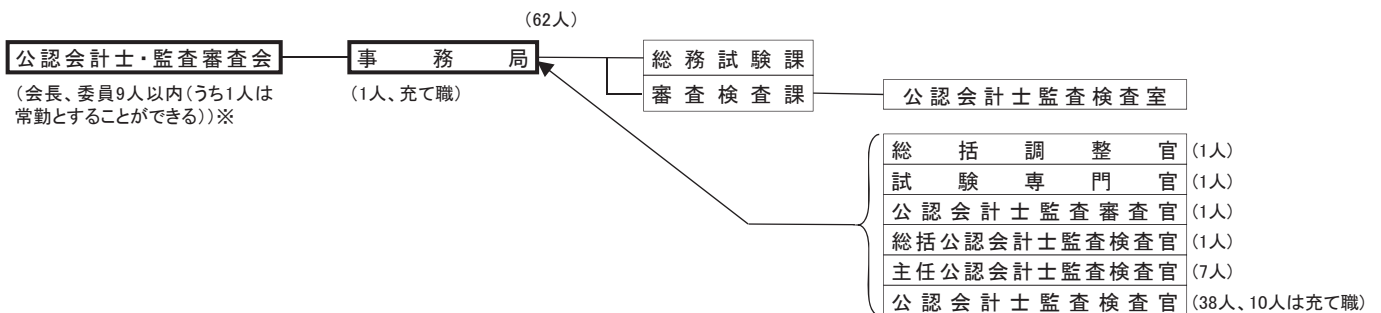 (62人)
公認会計士・監査審査会
事務局
総務試験課
(会長、委員9人以内(うち1人は
常勤とすることができる))※
(1人、充て職)
審査検査課
公認会計士監査検査室
総括調整官 (1人)
試験専門官 (1人)
公認会計士監査審査官 (1人)
総括公認会計士監査検査官 (1人)
主任公認会計士監査検査官 (7人)
公認会計士監査検査官 (38人、10人は充て職)